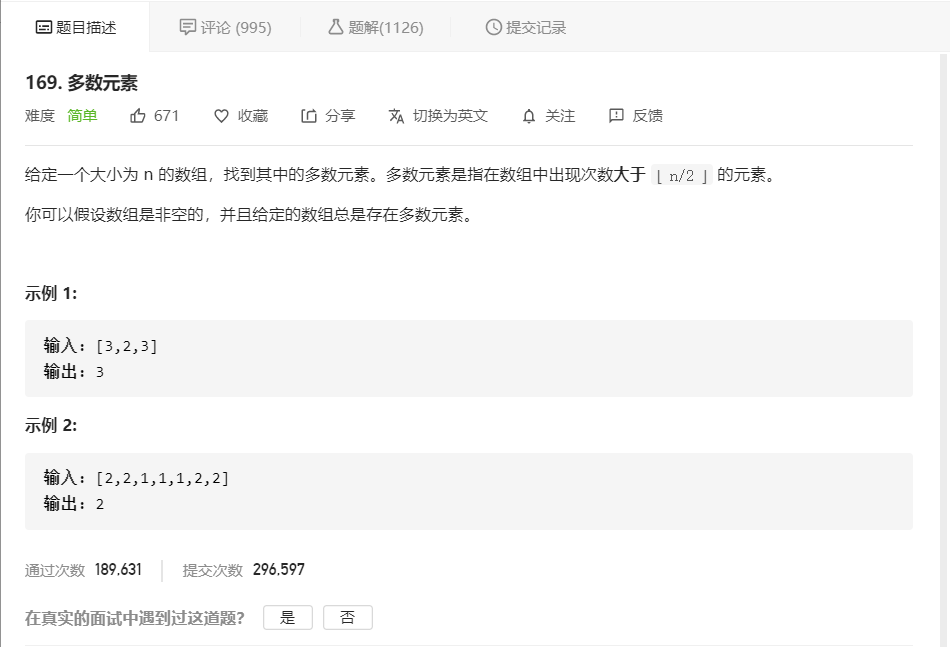 题目描述 评论 (995) 题解(1126) 提交记录
169. 多数元素
难度 简单 671 收藏 分享 切换为英文 关注 反馈
给定一个大小为 n 的数组，找到其中的多数元素。多数元素是指在数组中出现次数大于 ⌊ n/2 ⌋ 的元素。
你可以假设数组是非空的，并且给定的数组总是存在多数元素。
示例 1:
输入: [3,2,3]
输出: 3
示例 2:
输入: [2,2,1,1,1,2,2]
输出: 2
通过次数 189,631 提交次数 296,597
在真实的面试中遇到过这道题? 是 否